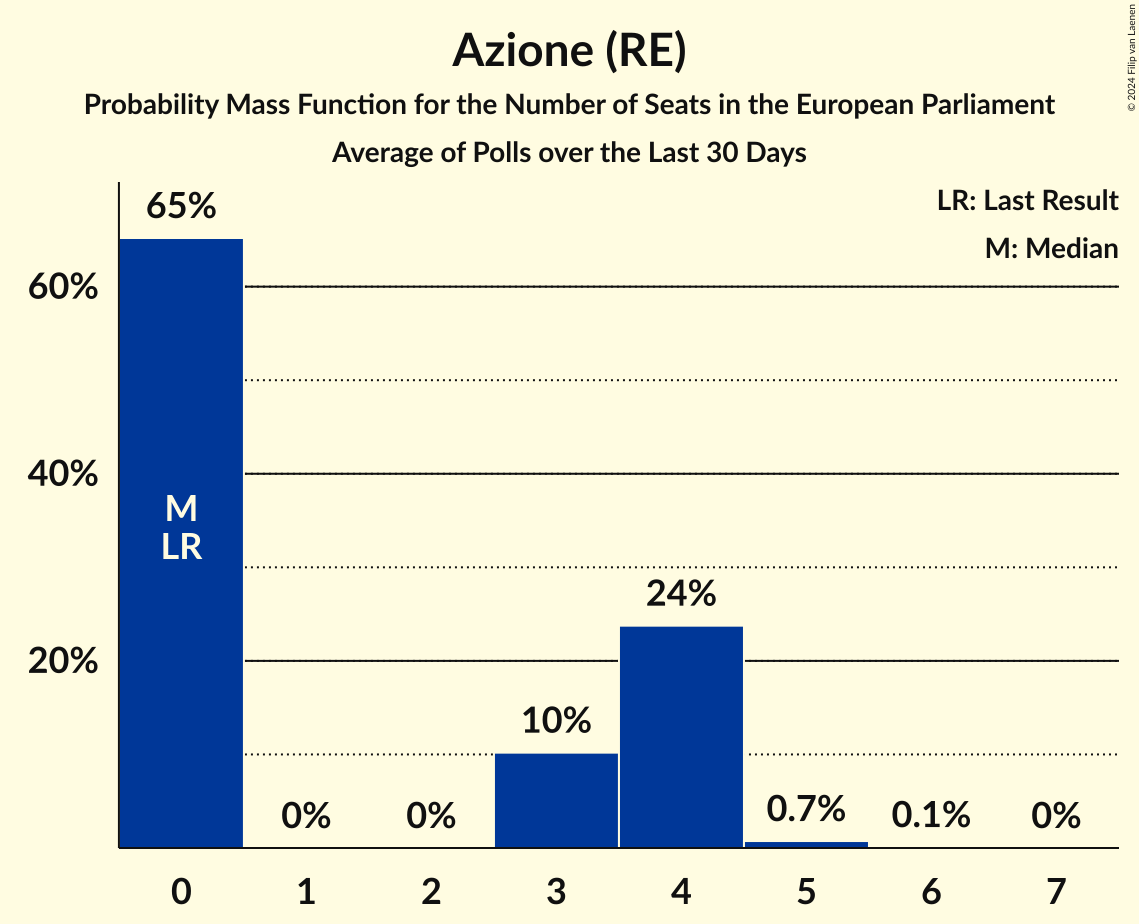 Azione (RE)
Probability Mass Function for the Number of Seats in the European Parliament
Average of Polls over the Last 30 Days
© 2024 Filip van Laenen
LR: Last Result
M: Median
65%
60%
40%
20%
M
LR
0%
0%
10%
24%
0.7%
0.1%
0%
0
1
2
3
4
5
6
7